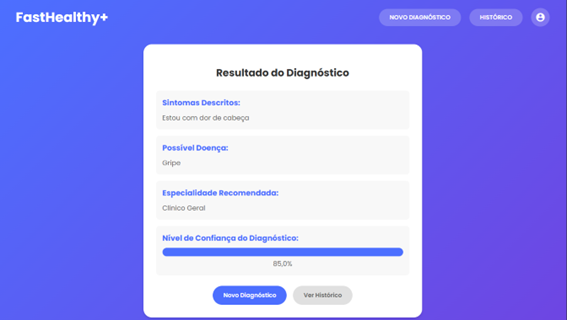 FastHealthy+
NOVO DIAGNÓSTICO
HISTÓRICO
Resultado do Diagnóstico
Sintomas Descritos:
Estou com dor de cabeça
Possível Doença:
Gripe
Especialidade Recomendada:
Clínico Geral
Nível de Confiança do Diagnóstico:
85,0%
Novo Diagnóstico
Ver Histórico